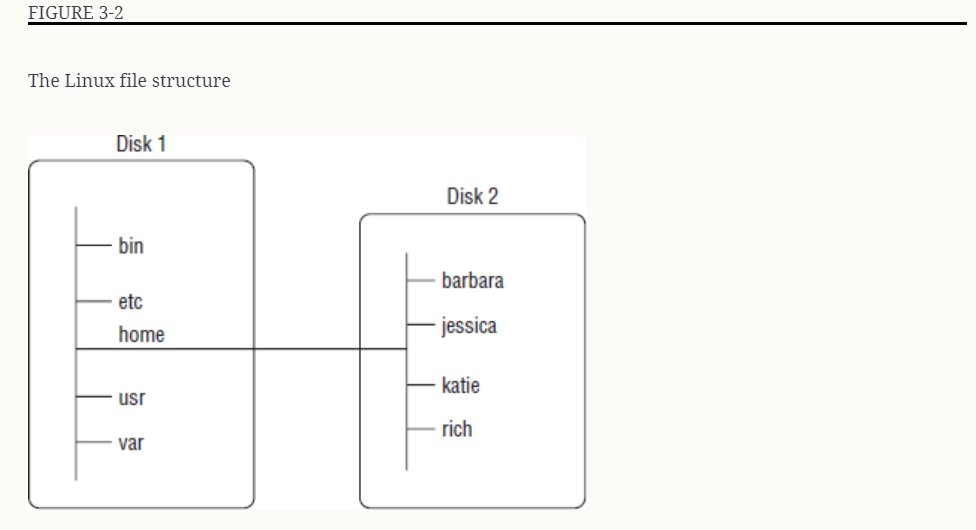 FIGURE 3-2
The Linux file structure
Disk 1
bin
etc
home
usr
var
Disk 2
barbara
jessica
katie
rich